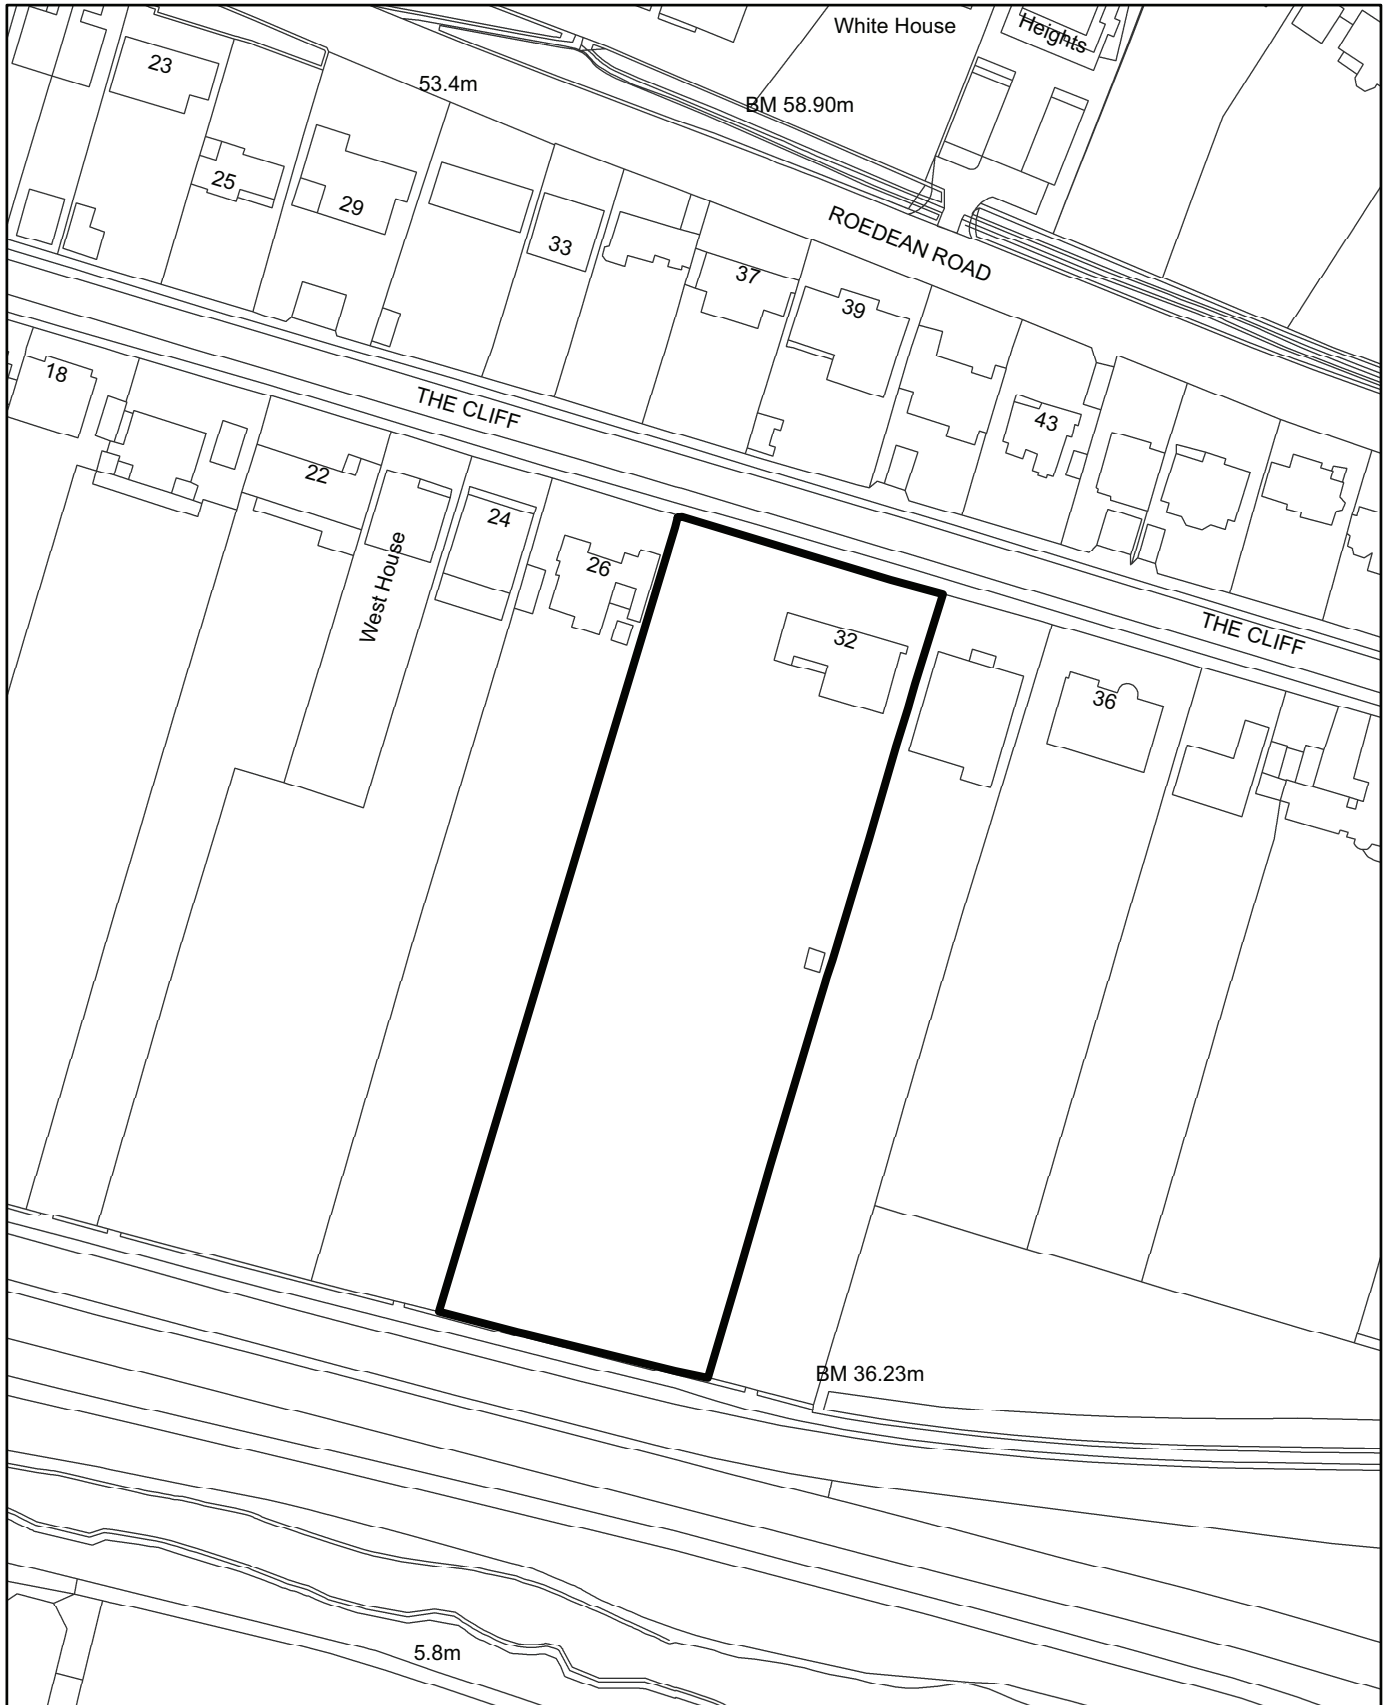 White House
Heights
23
53.4m
BM 58.90m
25
29
33
ROEDEAN ROAD
37
39
18
THE CLIFF
43
22
24
West House
26
THE CLIFF
32
36
BM 36.23m
5.8m